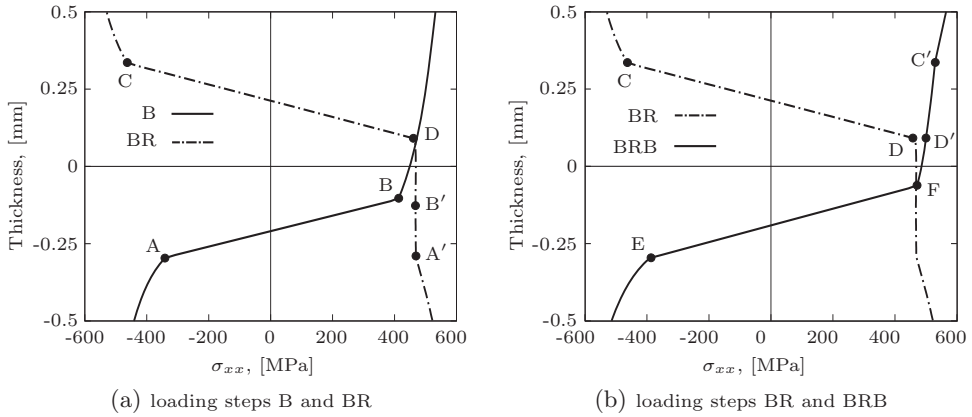 0.5
0.25
0
-0.25
-0.5
Thickness, [mm]
-600 -400 -200 0 200 400 600
σxx, [MPa]
B
BR
C
D
B
B′
A
A′
(a) loading steps B and BR
0.5
0.25
0
-0.25
-0.5
Thickness, [mm]
-600 -400 -200 0 200 400 600
σxx, [MPa]
BR
BRB
C
C′
D
D′
F
E
(b) loading steps BR and BRB